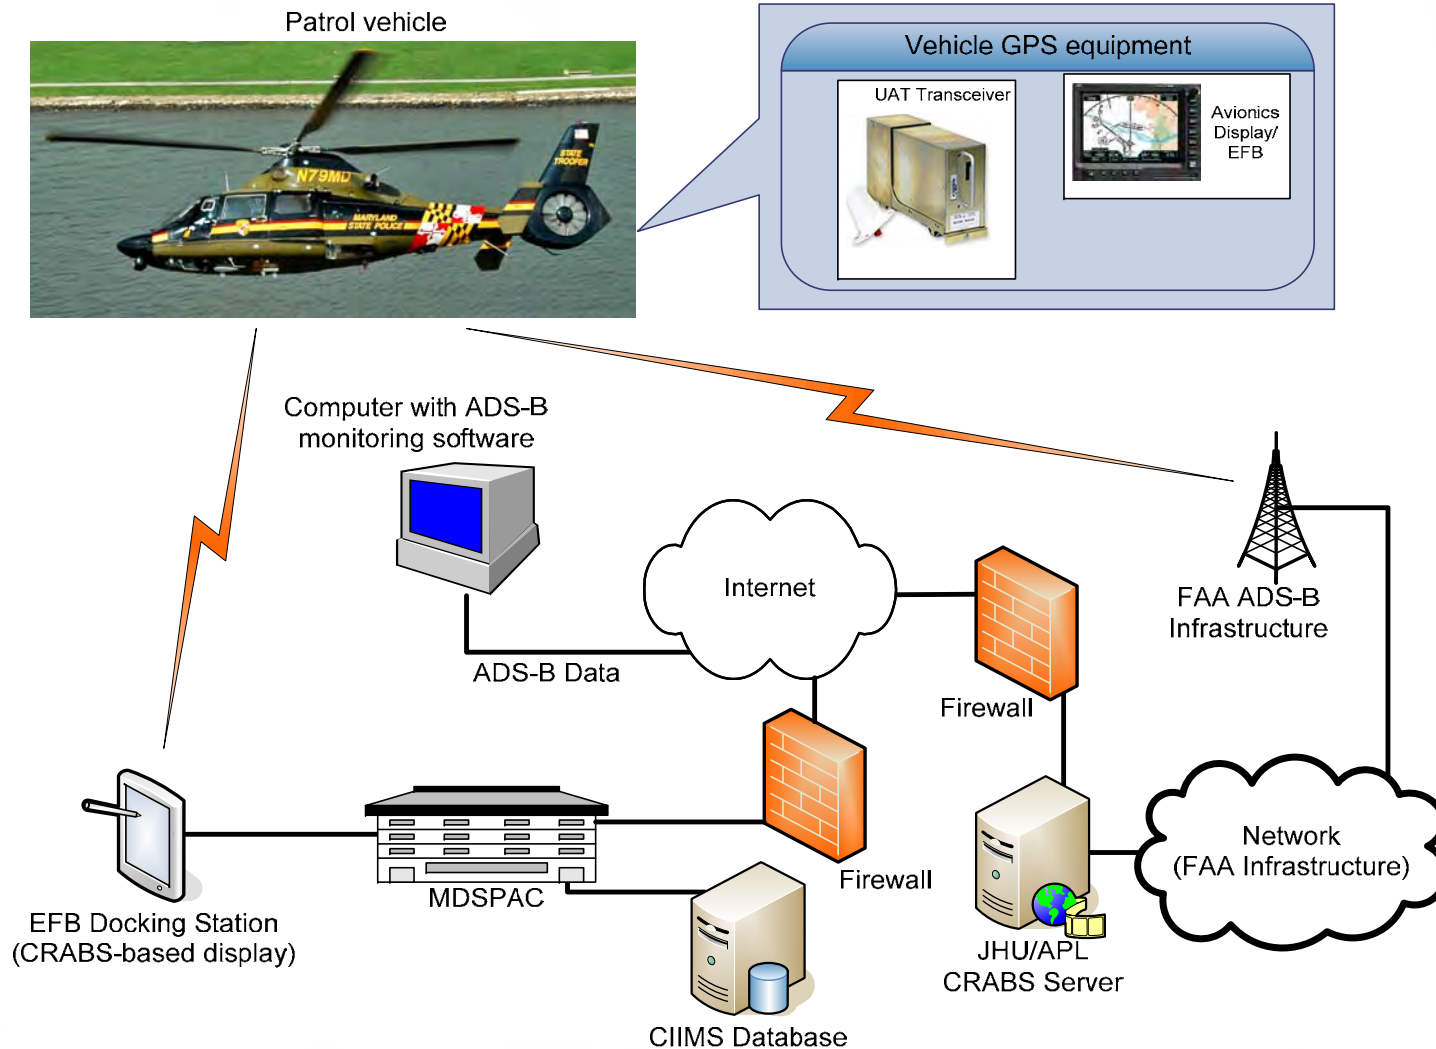 Patrol vehicle
Vehicle GPS equipment
UAT Transceiver
Avionics
Display/
EFB
STATE
TROOPER
N79MD
MARYLAND
STATE POLICE
Computer with ADS-B
monitoring software
Internet
FAA ADS-B
Infrastructure
ADS-B Data
Firewall
Network
(FAA Infrastructure)
Firewall
MDSPAC
EFB Docking Station
(CRABS-based display)
JHU/APL
CRABS Server
CIIMS Database